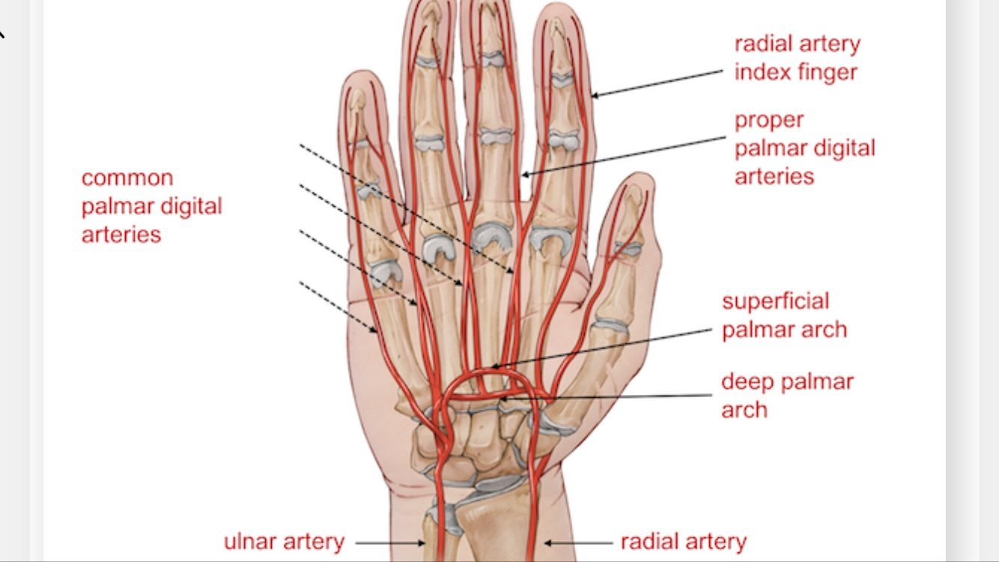 radial artery
index finger
proper
palmar digital
arteries
common
palmar digital
arteries
superficial
palmar arch
deep palmar
arch
ulnar artery
radial artery